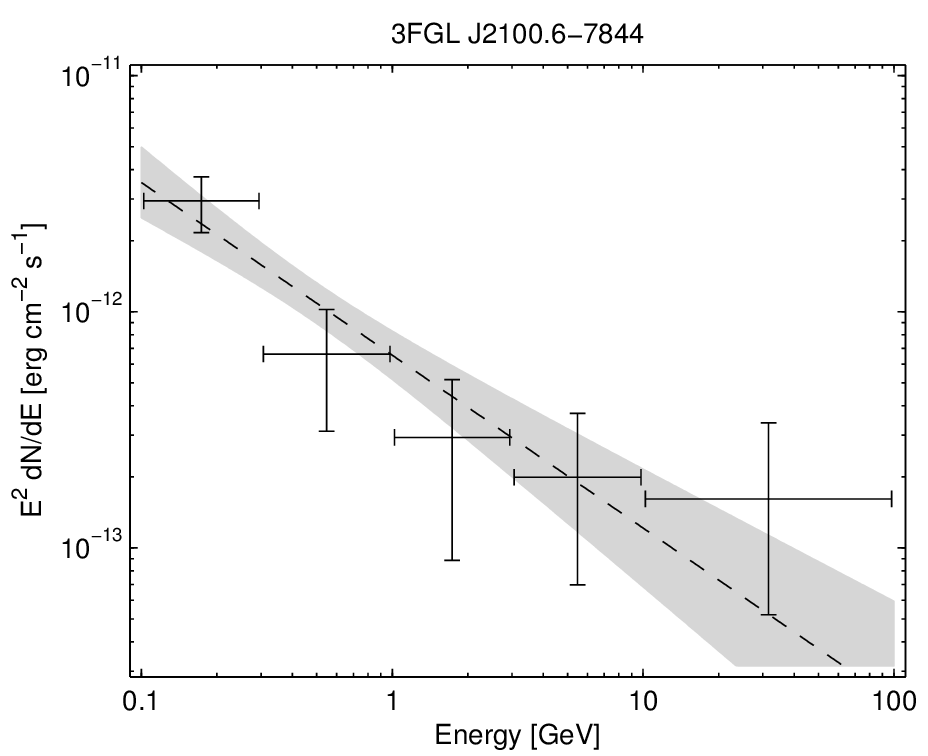 3FGL J2100.6−7844
10⁻¹¹
10⁻¹²
10⁻¹³
E² dN/dE [erg cm⁻² s⁻¹]
0.1 1 10 100
Energy [GeV]